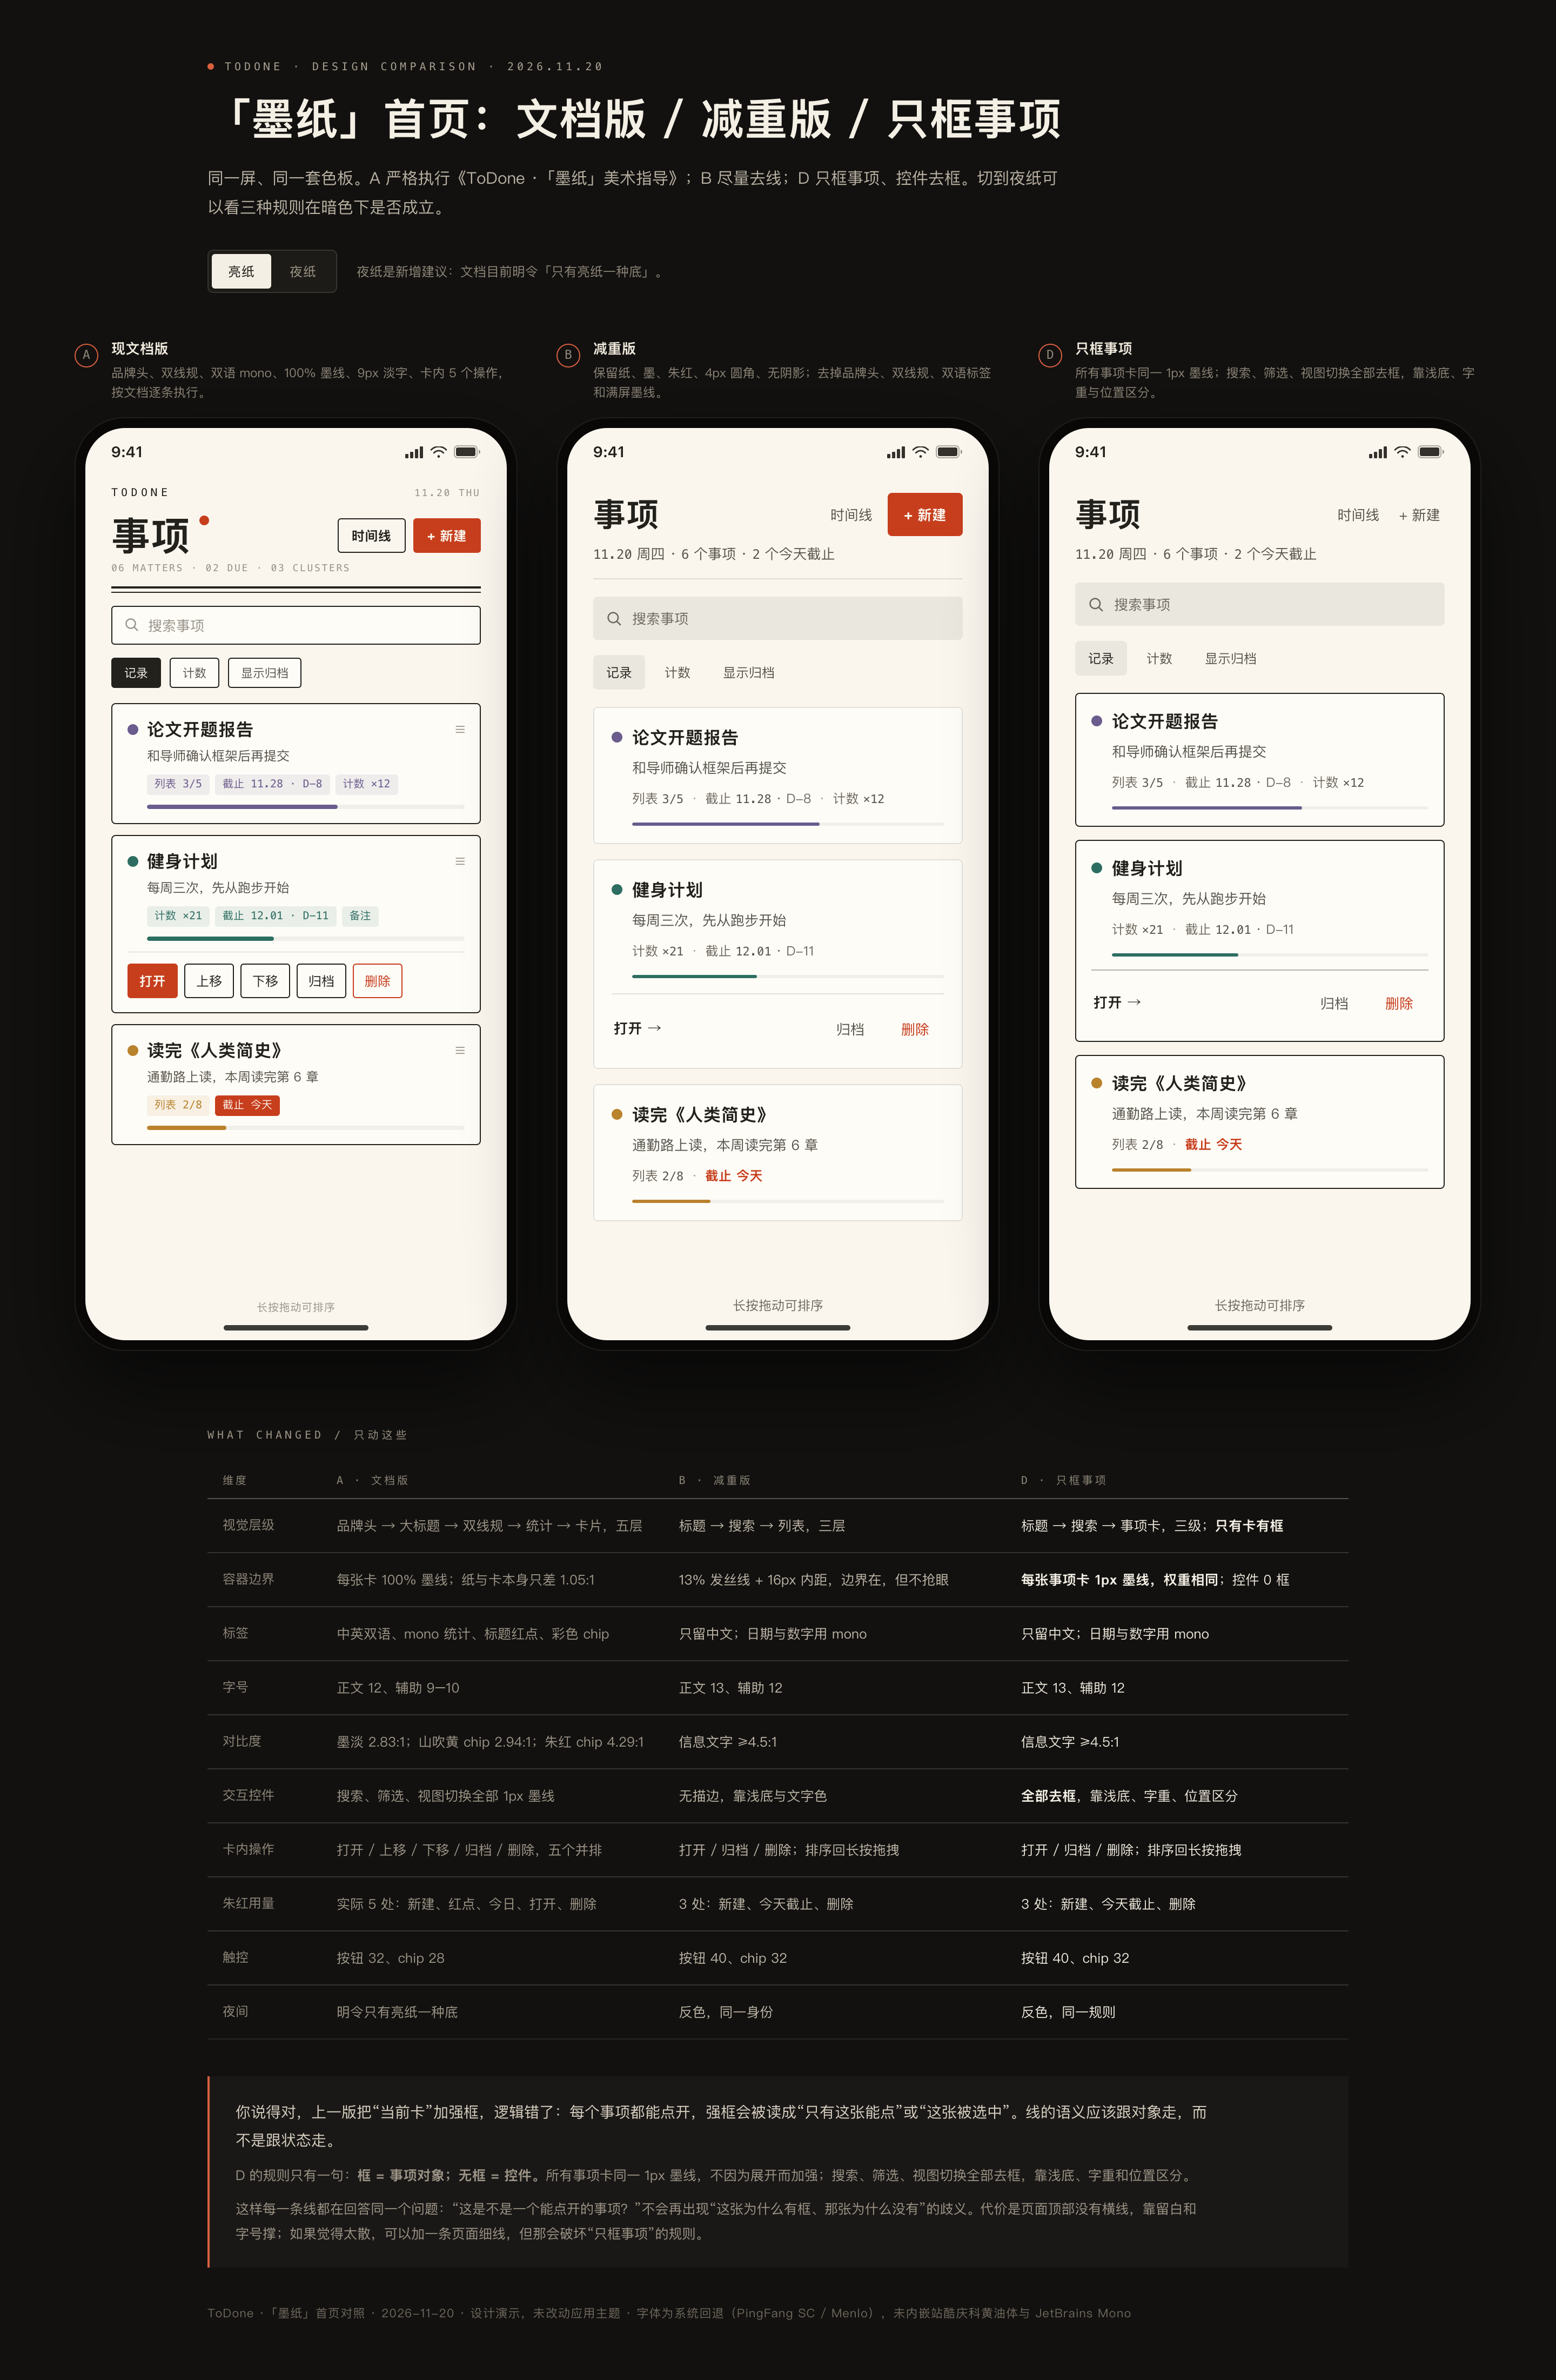 TODONE · DESIGN COMPARISON · 2026.11.20
「墨纸」首页：文档版 / 减重版 / 只框事项
同一屏、同一套色板。A 严格执行《ToDone ·「墨纸」美术指导》；B 尽量去线；D 只框事项、控件去框。切到夜纸可
以看三种规则在暗色下是否成立。
亮纸
夜纸
夜纸是新增建议：文档目前明令「只有亮纸一种底」。
A
现文档版
品牌头、双线规、双语 mono、100% 墨线、9px 淡字、卡内 5 个操作，
按文档逐条执行。
9:41
TODONE
11.20 THU
事项
时间线
+ 新建
06 MATTERS · 02 DUE · 03 CLUSTERS
搜索事项
记录
计数
显示归档
论文开题报告
和导师确认框架后再提交
列表 3/5
截止 11.28 · D-8
计数 ×12
健身计划
每周三次，先从跑步开始
计数 ×21
截止 12.01 · D-11
备注
打开
上移
下移
归档
删除
读完《人类简史》
通勤路上读，本周读完第 6 章
列表 2/8
截止 今天
长按拖动可排序
B
减重版
保留纸、墨、朱红、4px 圆角、无阴影；去掉品牌头、双线规、双语标签
和满屏墨线。
9:41
事项
时间线
+ 新建
11.20 周四 · 6 个事项 · 2 个今天截止
搜索事项
记录
计数
显示归档
论文开题报告
和导师确认框架后再提交
列表 3/5 · 截止 11.28 · D-8 · 计数 ×12
健身计划
每周三次，先从跑步开始
计数 ×21 · 截止 12.01 · D-11
打开 →
归档
删除
读完《人类简史》
通勤路上读，本周读完第 6 章
列表 2/8 · 截止 今天
长按拖动可排序
D
只框事项
所有事项卡同一 1px 墨线；搜索、筛选、视图切换全部去框，靠浅底、字
重与位置区分。
9:41
事项
时间线
+ 新建
11.20 周四 · 6 个事项 · 2 个今天截止
搜索事项
记录
计数
显示归档
论文开题报告
和导师确认框架后再提交
列表 3/5 · 截止 11.28 · D-8 · 计数 ×12
健身计划
每周三次，先从跑步开始
计数 ×21 · 截止 12.01 · D-11
打开 →
归档
删除
读完《人类简史》
通勤路上读，本周读完第 6 章
列表 2/8 · 截止 今天
长按拖动可排序
WHAT CHANGED / 只动这些
维度 A · 文档版 B · 减重版 D · 只框事项
视觉层级 品牌头 → 大标题 → 双线规 → 统计 → 卡片，五层 标题 → 搜索 → 列表，三层 标题 → 搜索 → 事项卡，三级；只有卡有框
容器边界 每张卡 100% 墨线；纸与卡本身只差 1.05:1 13% 发丝线 + 16px 内距，边界在，但不抢眼 每张事项卡 1px 墨线，权重相同；控件 0 框
标签 中英双语、mono 统计、标题红点、彩色 chip 只留中文；日期与数字用 mono 只留中文；日期与数字用 mono
字号 正文 12、辅助 9–10 正文 13、辅助 12 正文 13、辅助 12
对比度 墨淡 2.83:1；山吹黄 chip 2.94:1；朱红 chip 4.29:1 信息文字 ≥4.5:1 信息文字 ≥4.5:1
交互控件 搜索、筛选、视图切换全部 1px 墨线 无描边，靠浅底与文字色 全部去框，靠浅底、字重、位置区分
卡内操作 打开 / 上移 / 下移 / 归档 / 删除，五个并排 打开 / 归档 / 删除；排序回长按拖拽 打开 / 归档 / 删除；排序回长按拖拽
朱红用量 实际 5 处：新建、红点、今日、打开、删除 3 处：新建、今天截止、删除 3 处：新建、今天截止、删除
触控 按钮 32、chip 28 按钮 40、chip 32 按钮 40、chip 32
夜间 明令只有亮纸一种底 反色，同一身份 反色，同一规则
你说得对，上一版把“当前卡”加强框，逻辑错了：每个事项都能点开，强框会被读成“只有这张能点”或“这张被选中”。线的语义应该跟对象走，而
不是跟状态走。
D 的规则只有一句：框 = 事项对象；无框 = 控件。所有事项卡同一 1px 墨线，不因为展开而加强；搜索、筛选、视图切换全部去框，靠浅底、字重和位置区分。
这样每一条线都在回答同一个问题：“这是不是一个能点开的事项？”不会再出现“这张为什么有框、那张为什么没有”的歧义。代价是页面顶部没有横线，靠留白和
字号撑；如果觉得太散，可以加一条页面细线，但那会破坏“只框事项”的规则。
ToDone ·「墨纸」首页对照 · 2026-11-20 · 设计演示，未改动应用主题 · 字体为系统回退（PingFang SC / Menlo），未内嵌站酷庆科黄油体与 JetBrains Mono